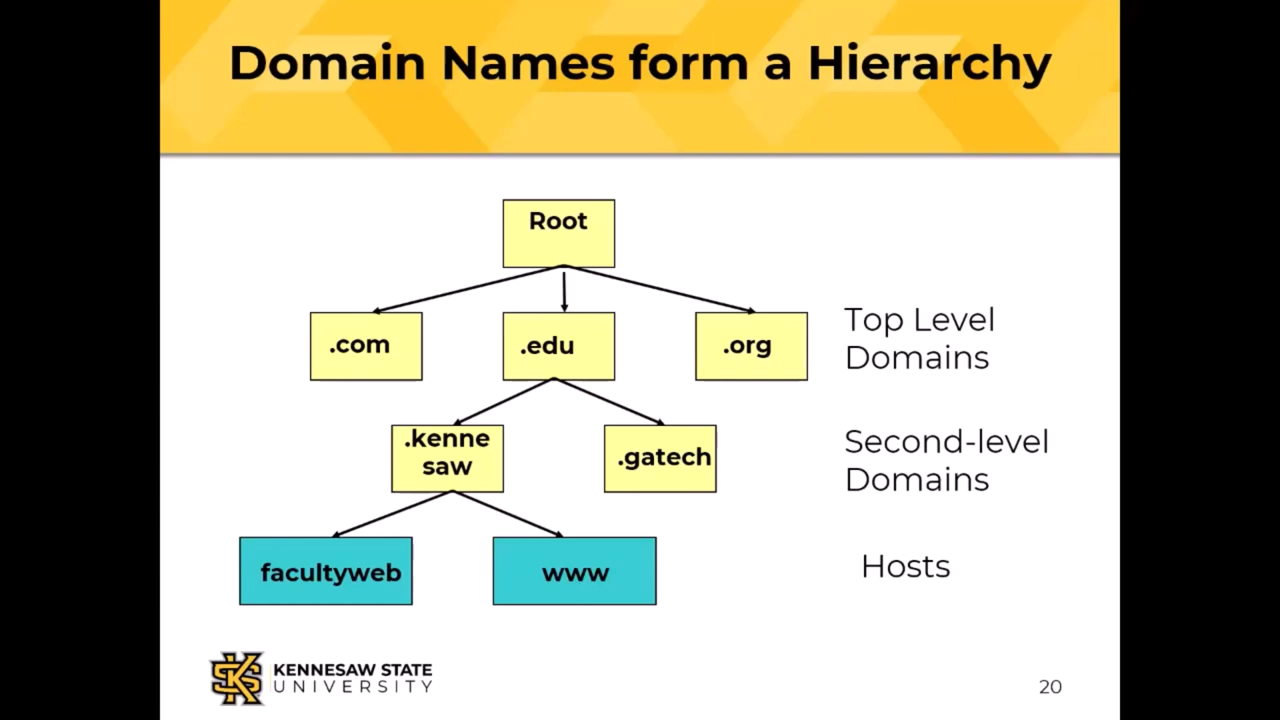 Domain Names form a Hierarchy
Root
.com
.edu
.org
Top Level
Domains
.kenne
saw
.gatech
Second-level
Domains
facultyweb
www
Hosts
KENNESAW STATE
UNIVERSITY
20